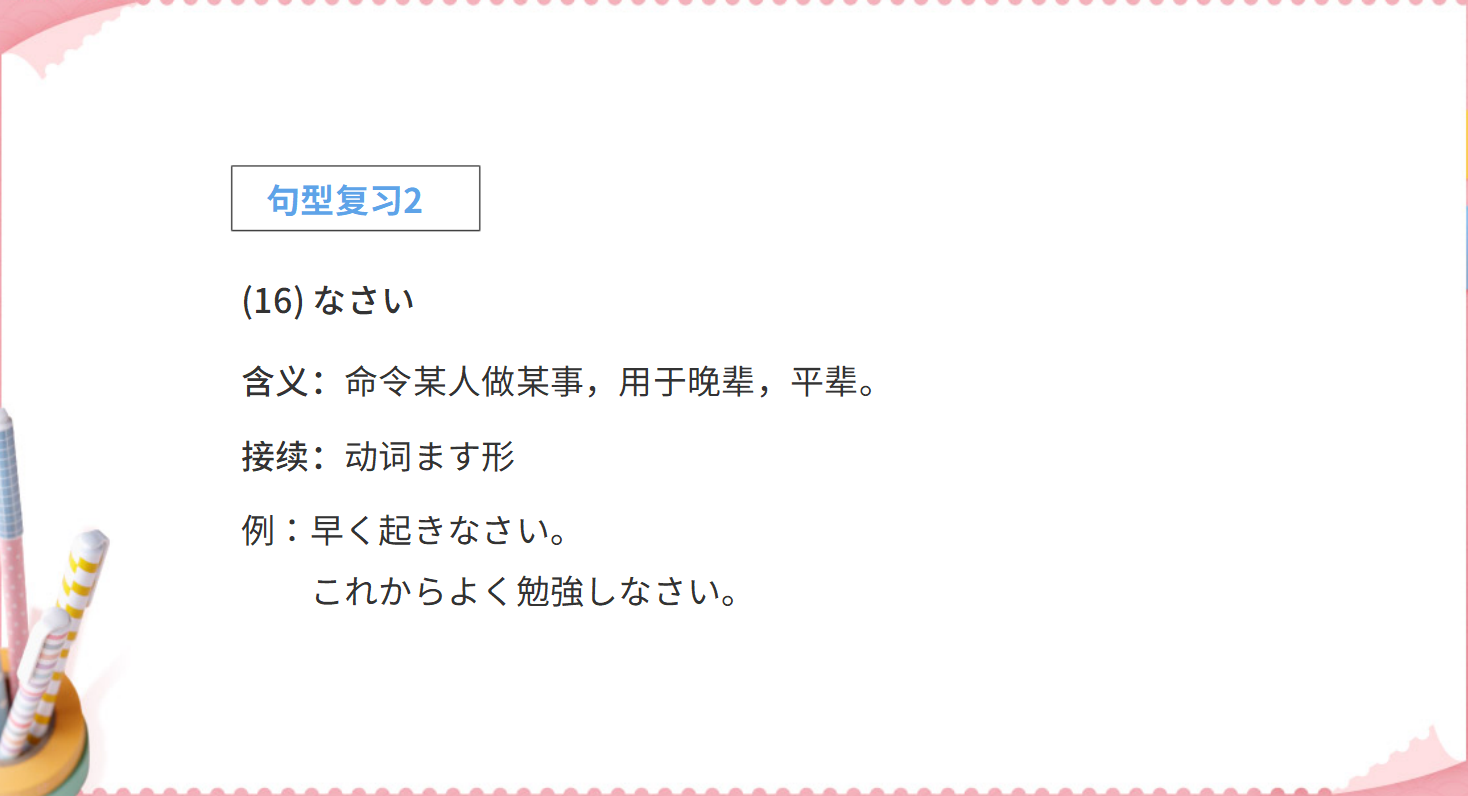 句型复习2
(16) なさい
含义：命令某人做某事，用于晚辈，平辈。
接续：动词ます形
例：早く起きなさい。
これからよく勉強しなさい。